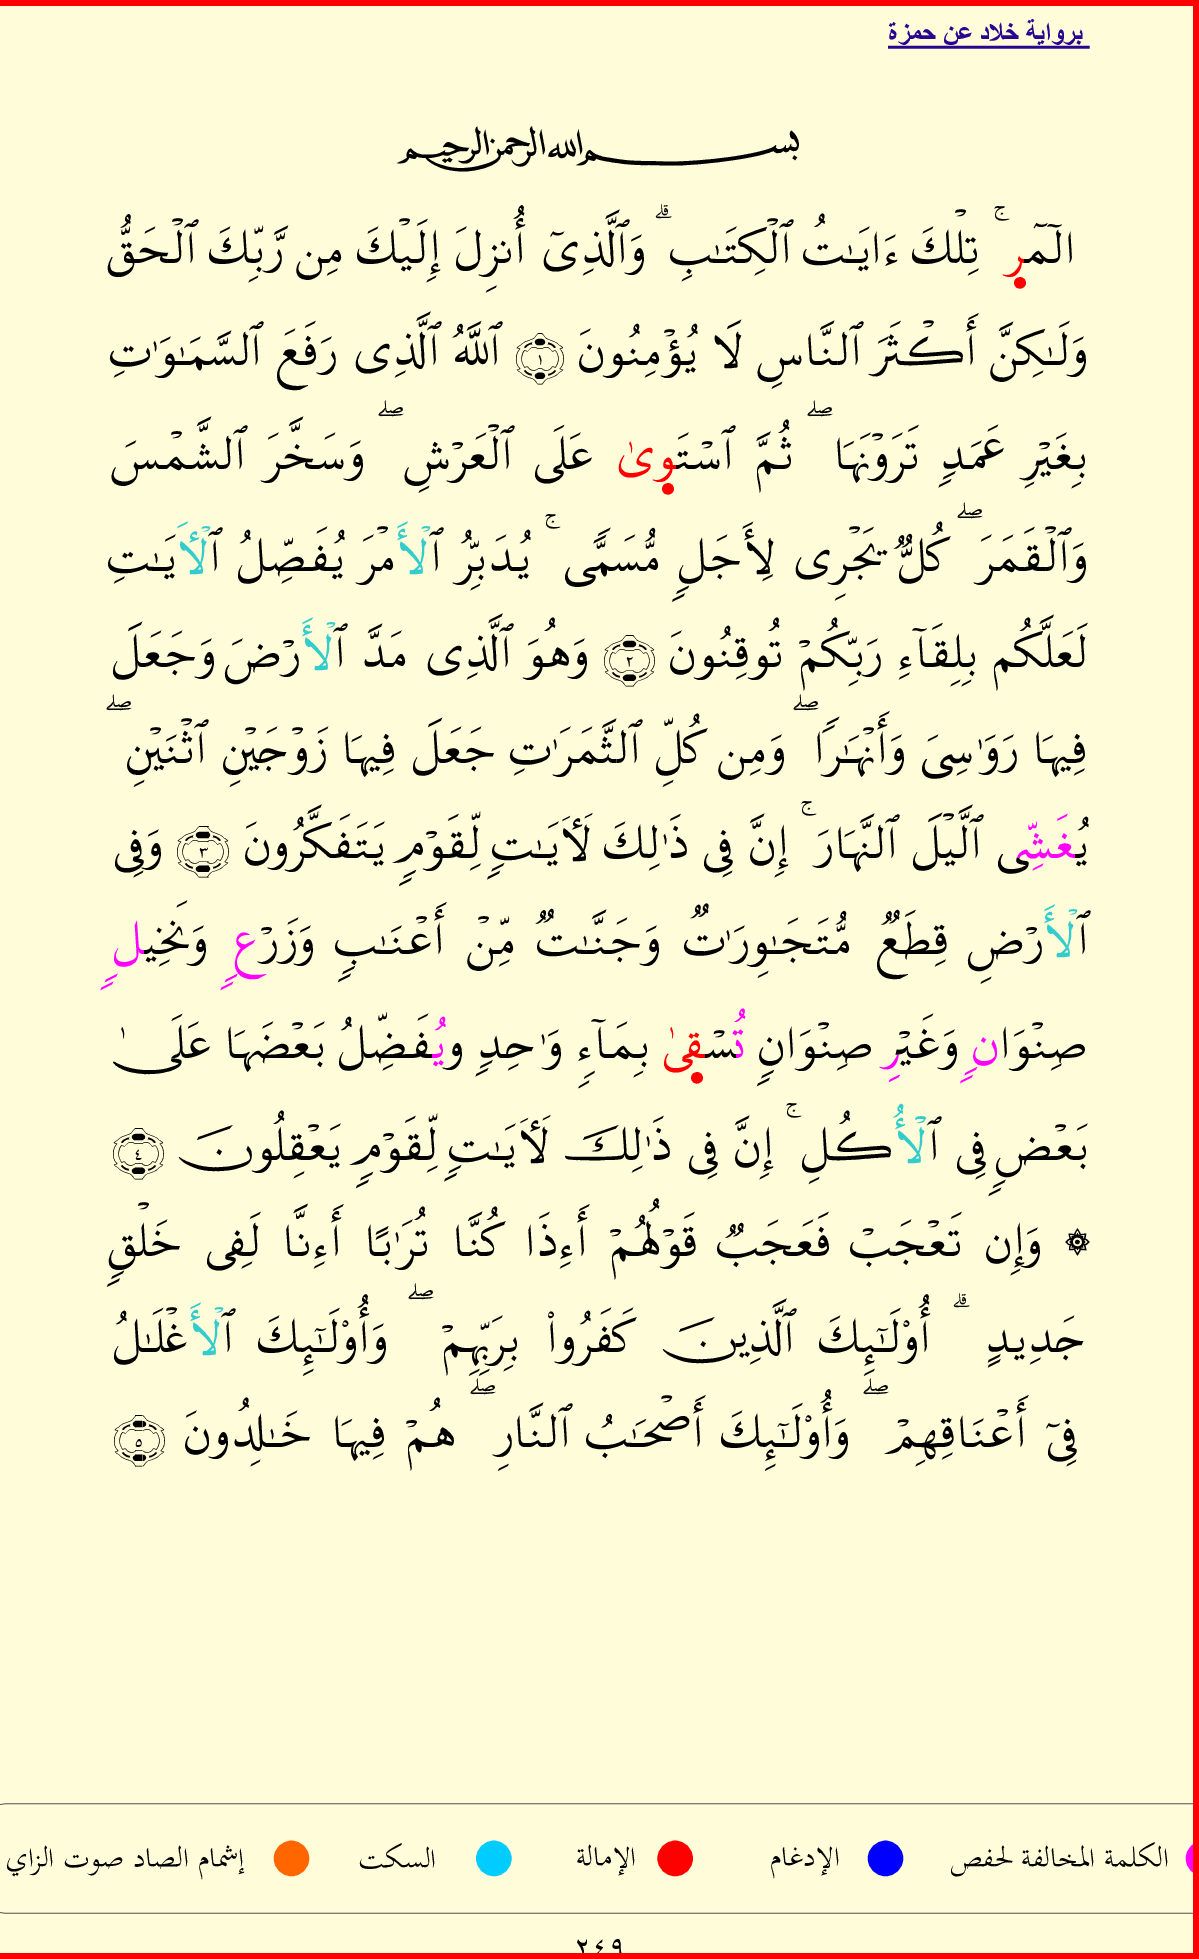 برواية خلاد عن حمزة
بسم الله الرحمن الرحيم
الٓمٓرۚ تِلۡكَ ءَايَٰتُ ٱلۡكِتَٰبِۗ وَٱلَّذِيٓ أُنزِلَ إِلَيۡكَ مِن رَّبِّكَ ٱلۡحَقُّ
وَلَٰكِنَّ أَكۡثَرَ ٱلنَّاسِ لَا يُؤۡمِنُونَ ١ ٱللَّهُ ٱلَّذِي رَفَعَ ٱلسَّمَٰوَٰتِ
بِغَيۡرِ عَمَدٖ تَرَوۡنَهَاۖ ثُمَّ ٱسۡتَوٜىٰ عَلَى ٱلۡعَرۡشِۖ وَسَخَّرَ ٱلشَّمۡسَ
وَٱلۡقَمَرَۖ كُلّٞ يَجۡرِي لِأَجَلٖ مُّسَمّٗىۚ يُدَبِّرُ ٱلۡأَمۡرَ يُفَصِّلُ ٱلۡأٓيَٰتِ
لَعَلَّكُم بِلِقَآءِ رَبِّكُمۡ تُوقِنُونَ ٢ وَهُوَ ٱلَّذِي مَدَّ ٱلۡأَرۡضَ وَجَعَلَ
فِيهَا رَوَٰسِيَ وَأَنۡهَٰرٗاۖ وَمِن كُلِّ ٱلثَّمَرَٰتِ جَعَلَ فِيهَا زَوۡجَيۡنِ ٱثۡنَيۡنِۖ
يُغَشِّي ٱلَّيۡلَ ٱلنَّهَارَۚ إِنَّ فِي ذَٰلِكَ لَأٓيَٰتٖ لِّقَوۡمٖ يَتَفَكَّرُونَ ٣ وَفِي
ٱلۡأَرۡضِ قِطَعٞ مُّتَجَٰوِرَٰتٞ وَجَنَّٰتٞ مِّنۡ أَعۡنَٰبٖ وَزَرۡعٖ وَنَخِيلٖ
صِنۡوَانٖ وَغَيۡرِ صِنۡوَانٖ تُسۡقٜىٰ بِمَآءٖ وَٰحِدٖ ويُفَضِّلُ بَعۡضَهَا عَلَىٰ
بَعۡضٖ فِي ٱلۡأُكُلِۚ إِنَّ فِي ذَٰلِكَ لَأٓيَٰتٖ لِّقَوۡمٖ يَعۡقِلُونَ ٤
۞ وَإِن تَعۡجَبۡ فَعَجَبٞ قَوۡلُهُمۡ أَءِذَا كُنَّا تُرَٰبًا أَءِنَّا لَفِي خَلۡقٖ
جَدِيدٍۗ أُوْلَٰٓئِكَ ٱلَّذِينَ كَفَرُواْ بِرَبِّهِمۡۖ وَأُوْلَٰٓئِكَ ٱلۡأَغۡلَٰلُ
فِيٓ أَعۡنَاقِهِمۡۖ وَأُوْلَٰٓئِكَ أَصۡحَٰبُ ٱلنَّارِۖ هُمۡ فِيهَا خَٰلِدُونَ ٥
الكلمة المخالفة لحفص الإدغام الإمالة السكت إشمام الصاد صوت الزاي
٢٤٩